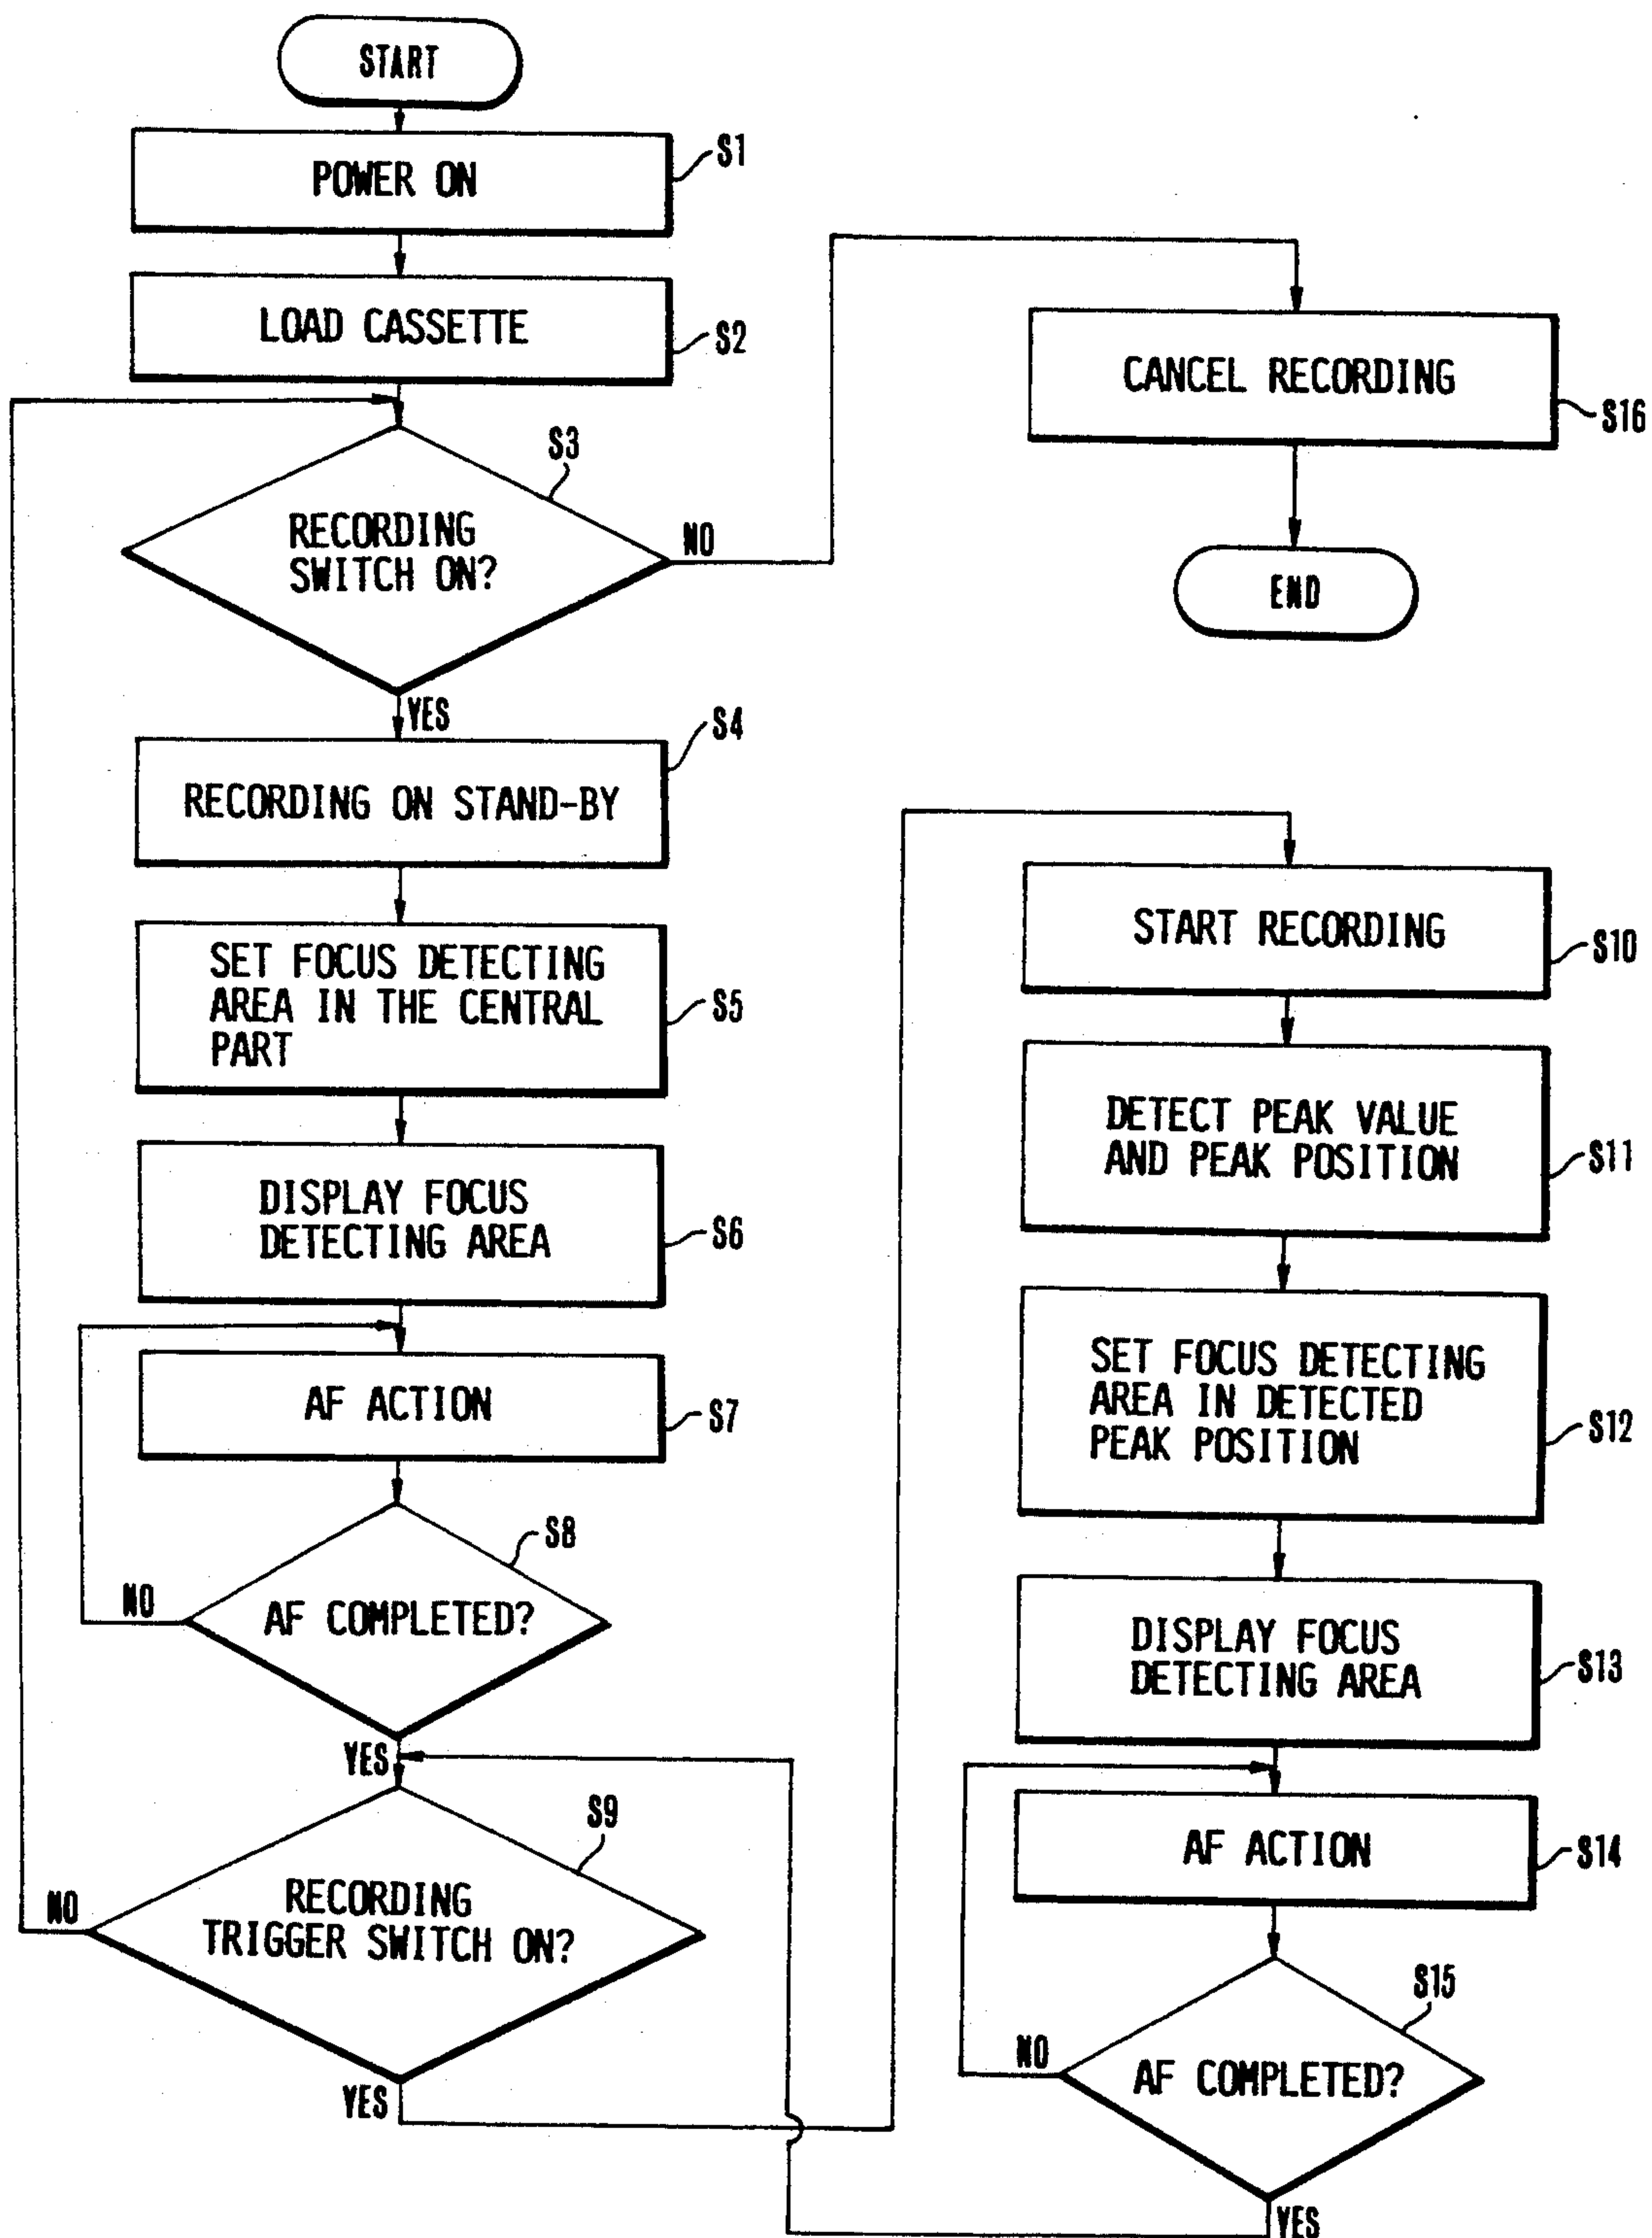 START
POWER ON
S1
LOAD CASSETTE
S2
S3
RECORDING
SWITCH ON?
NO
YES
S4
RECORDING ON STAND-BY
SET FOCUS DETECTING
AREA IN THE CENTRAL
PART
S5
DISPLAY FOCUS
DETECTING AREA
S6
AF ACTION
S7
S8
AF COMPLETED?
NO
YES
S9
RECORDING
TRIGGER SWITCH ON?
NO
YES
CANCEL RECORDING
S16
END
START RECORDING
S10
DETECT PEAK VALUE
AND PEAK POSITION
S11
SET FOCUS DETECTING
AREA IN DETECTED
PEAK POSITION
S12
DISPLAY FOCUS
DETECTING AREA
S13
AF ACTION
S14
S15
AF COMPLETED?
NO
YES